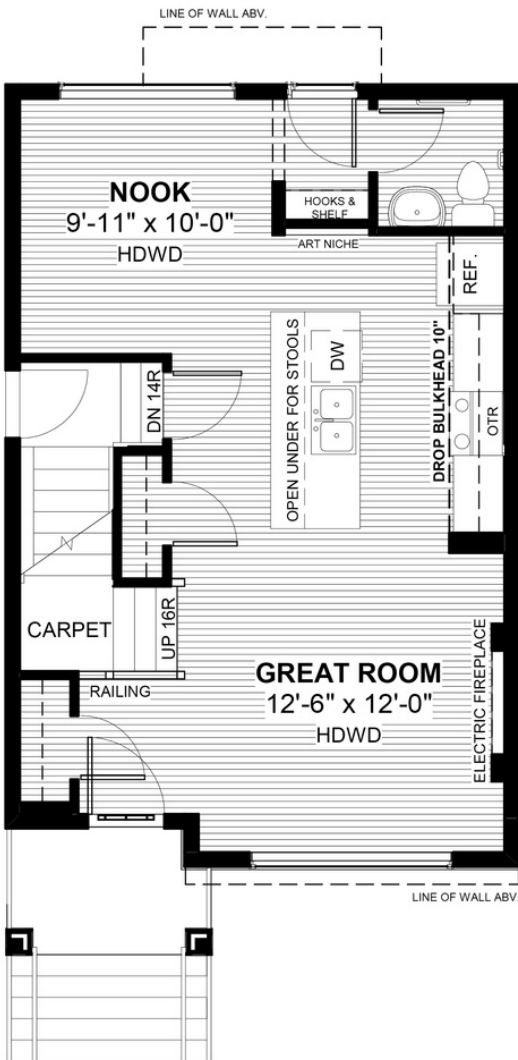 LINE OF WALL ABV.
NOOK
9'-11" x 10'-0"
HDWD
HOOKS &
SHELF
ART NICHE
REF.
OPEN UNDER FOR STOOLS
DW
DROP BULKHEAD 10"
OTR
DN 14R
CARPET
UP 16R
RAILING
GREAT ROOM
12'-6" x 12'-0"
HDWD
ELECTRIC FIREPLACE
LINE OF WALL ABV.